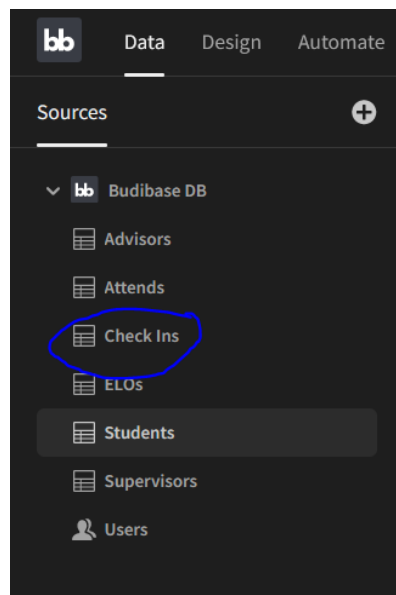 bb Data Design Automate
Sources
bb Budibase DB
Advisors
Attends
Check Ins
ELOs
Students
Supervisors
Users